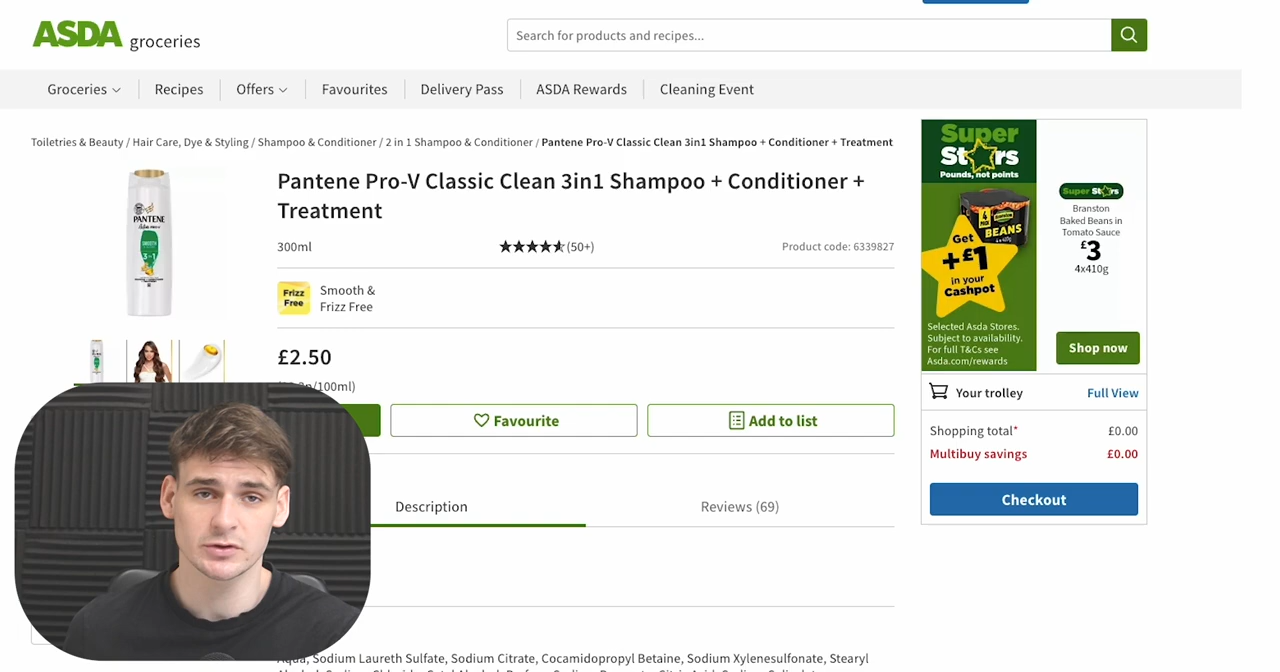 ASDA groceries
Search for products and recipes...
Groceries
Recipes
Offers
Favourites
Delivery Pass
ASDA Rewards
Cleaning Event
Toiletries & Beauty / Hair Care, Dye & Styling / Shampoo & Conditioner / 2 in 1 Shampoo & Conditioner / Pantene Pro-V Classic Clean 3in1 Shampoo + Conditioner + Treatment
PANTENE
SMOOTH
3in1
Pantene Pro-V Classic Clean 3in1 Shampoo + Conditioner +
Treatment
300ml
(50+)
Product code: 6339827
Frizz
Free
Smooth &
Frizz Free
£2.50
/100ml)
Favourite
Add to list
Description
Reviews (69)
Aqua, Sodium Laureth Sulfate, Sodium Citrate, Cocamidopropyl Betaine, Sodium Xylenesulfonate, Stearyl
Super
Stars
Pounds, not points
4
PACK
BEANS
Get
+£1
in your
Cashpot
Selected Asda Stores.
Subject to availability.
For full T&Cs see
Asda.com/rewards
Super Stars
Branston
Baked Beans in
Tomato Sauce
£3
4x410g
Shop now
Your trolley
Full View
Shopping total*
£0.00
Multibuy savings
£0.00
Checkout